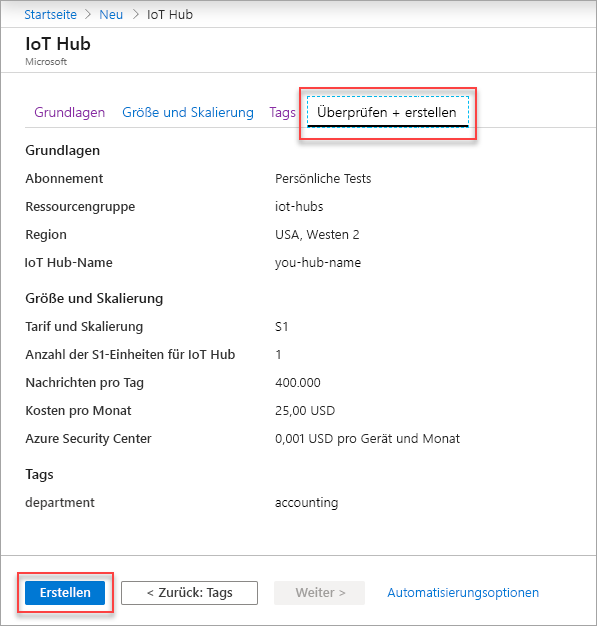 Startseite > Neu > IoT Hub
IoT Hub
Microsoft
Grundlagen Größe und Skalierung Tags Überprüfen + erstellen
Grundlagen
Abonnement Persönliche Tests
Ressourcengruppe iot-hubs
Region USA, Westen 2
IoT Hub-Name you-hub-name
Größe und Skalierung
Tarif und Skalierung S1
Anzahl der S1-Einheiten für IoT Hub 1
Nachrichten pro Tag 400.000
Kosten pro Monat 25,00 USD
Azure Security Center 0,001 USD pro Gerät und Monat
Tags
department accounting
Erstellen < Zurück: Tags Weiter > Automatisierungsoptionen